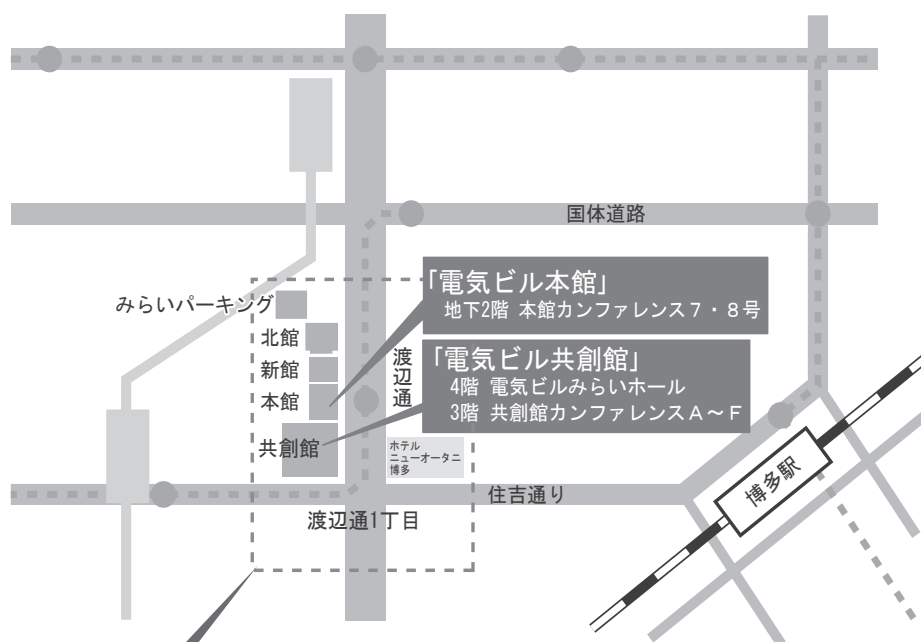 国体道路
「電気ビル本館」
地下2階 本館カンファレンス7・8号
みらいパーキング
北館
新館
本館
共創館
渡辺通
「電気ビル共創館」
4階 電気ビルみらいホール
3階 共創館カンファレンスA～F
ホテル
ニューオータニ
博多
住吉通り
渡辺通1丁目
博多駅